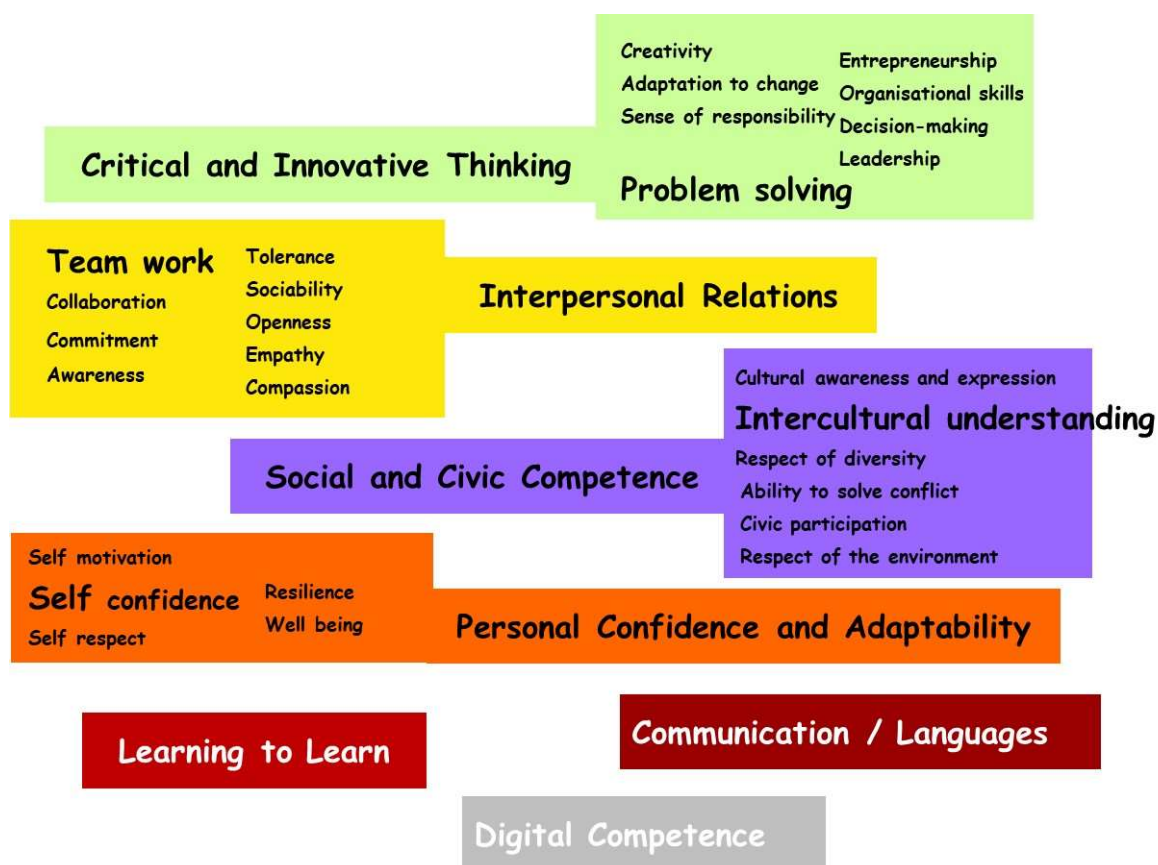 Creativity
Adaptation to change
Sense of responsibility
Entrepreneurship
Organisational skills
Decision-making
Leadership
Critical and Innovative Thinking
Problem solving
Team work
Collaboration
Commitment
Awareness
Tolerance
Sociability
Openness
Empathy
Compassion
Interpersonal Relations
Cultural awareness and expression
Intercultural understanding
Respect of diversity
Ability to solve conflict
Civic participation
Respect of the environment
Social and Civic Competence
Self motivation
Self confidence
Self respect
Resilience
Well being
Personal Confidence and Adaptability
Learning to Learn
Communication / Languages
Digital Competence